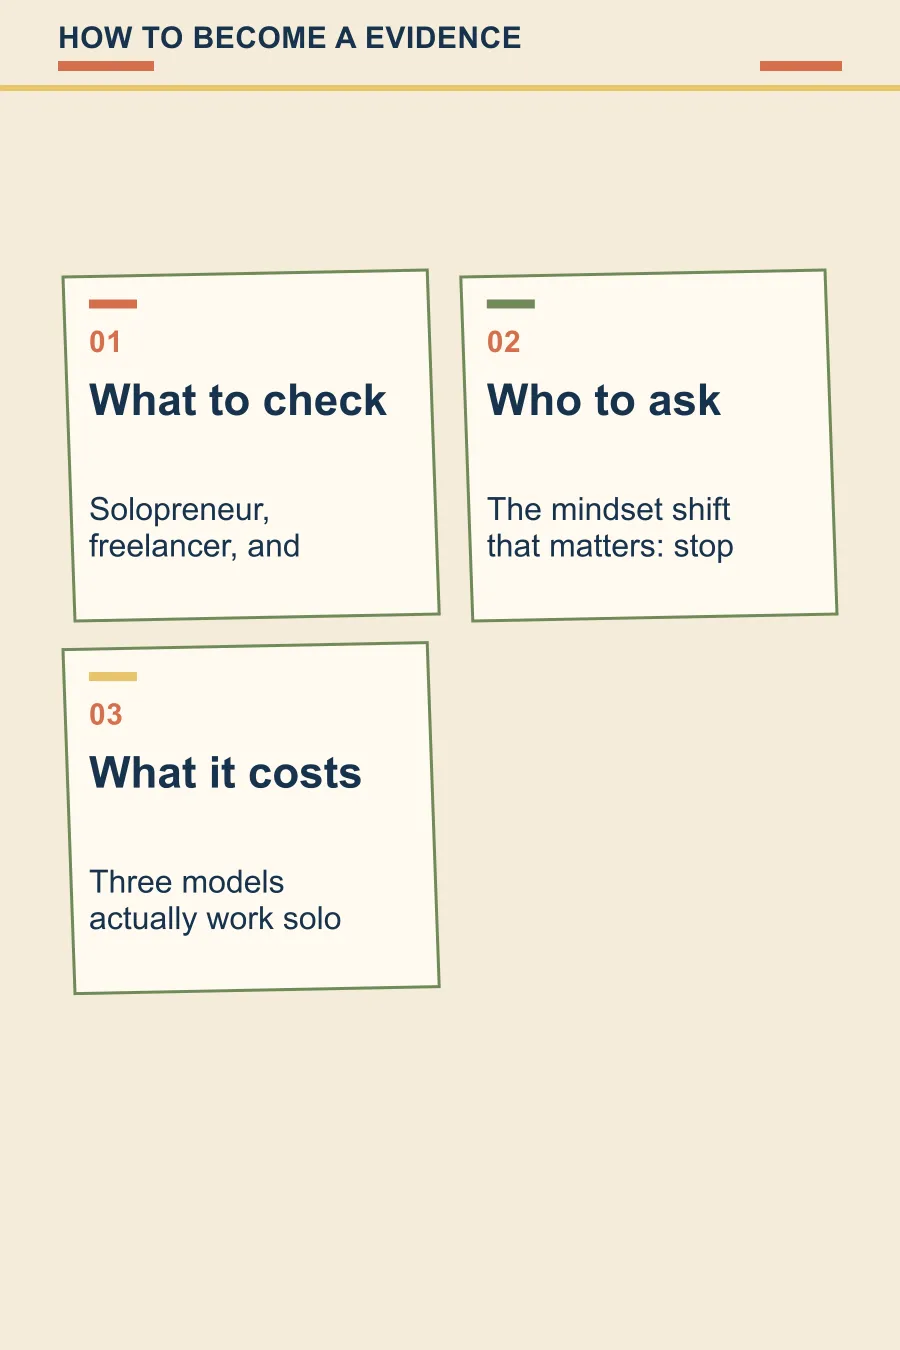 HOW TO BECOME A EVIDENCE
01
What to check
Solopreneur,
freelancer, and
02
Who to ask
The mindset shift
that matters: stop
03
What it costs
Three models
actually work solo